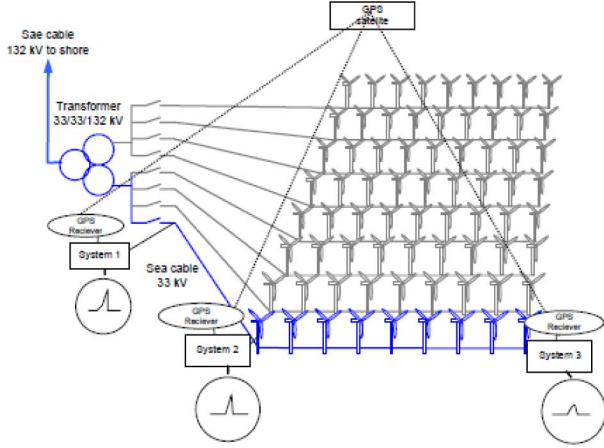 GPS
satelite
Sae cable
132 kV to shore
Transformer
33/33/132 kV
GPS
Reciever
System 1
Sea cable
33 kV
GPS
Reciever
System 2
GPS
Reciever
System 3